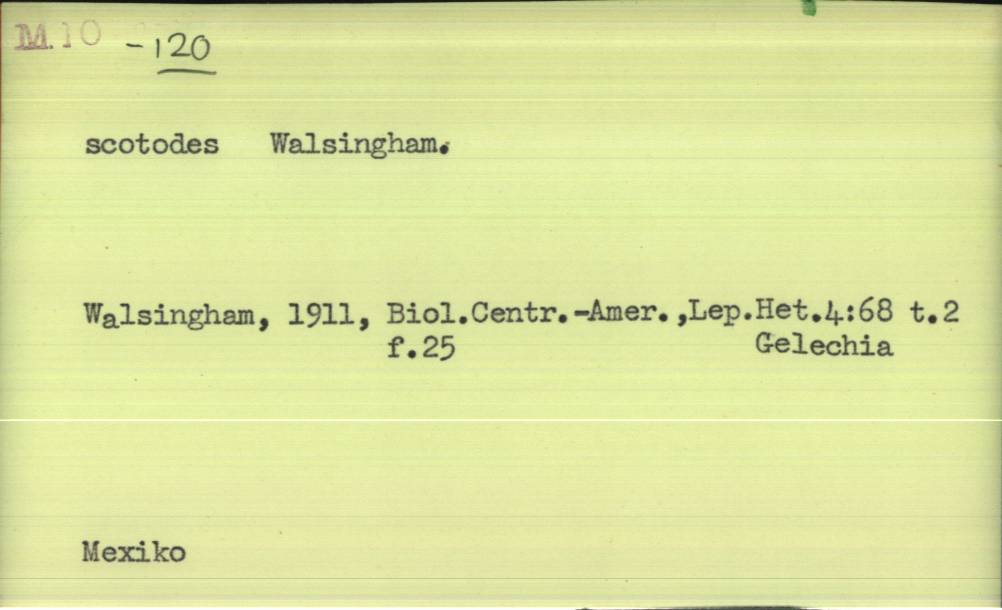 M.10 -120
scotodes Walsingham.
Walsingham, 1911, Biol.Centr.-Amer.,Lep.Het.4:68 t.2
f.25 Gelechia
Mexiko